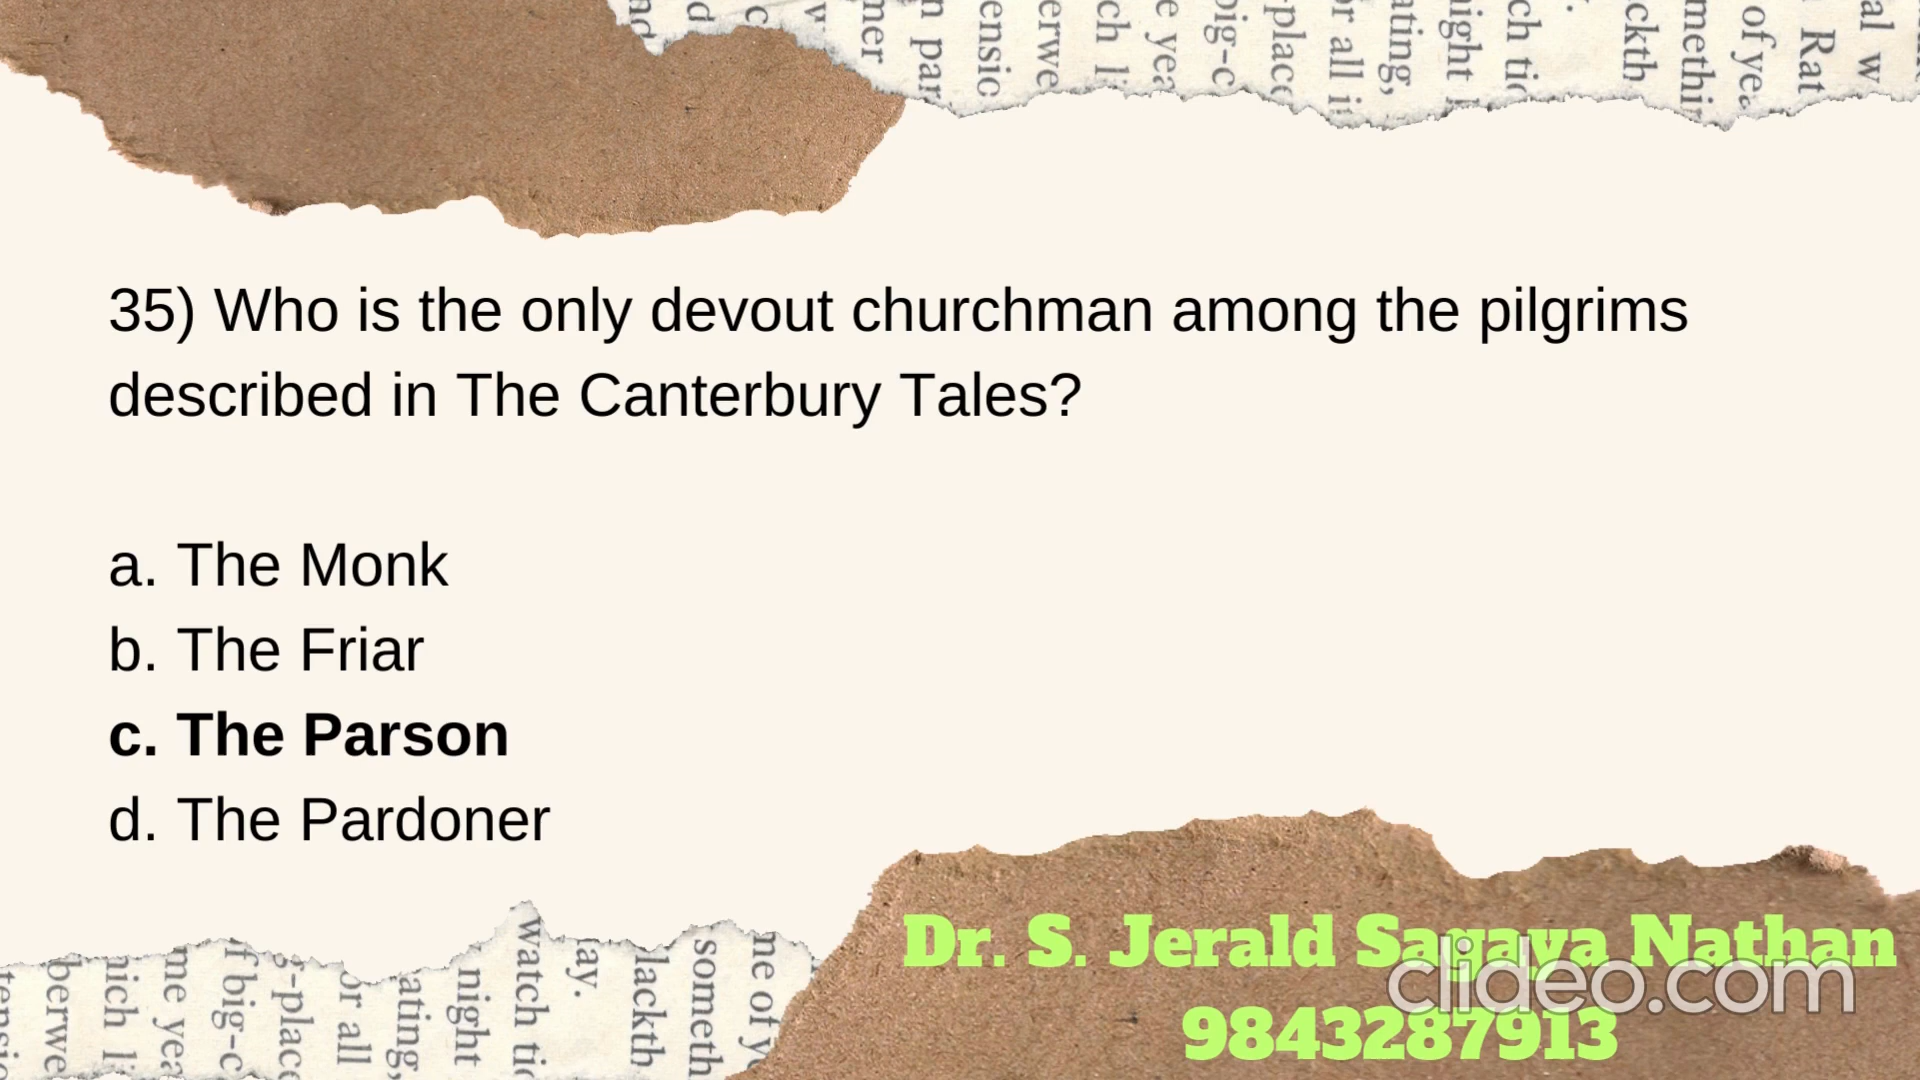 35) Who is the only devout churchman among the pilgrims
described in The Canterbury Tales?
a. The Monk
b. The Friar
c. The Parson
d. The Pardoner
Dr. S. Jerald Sagaya Nathan
clideo.com
9843287913